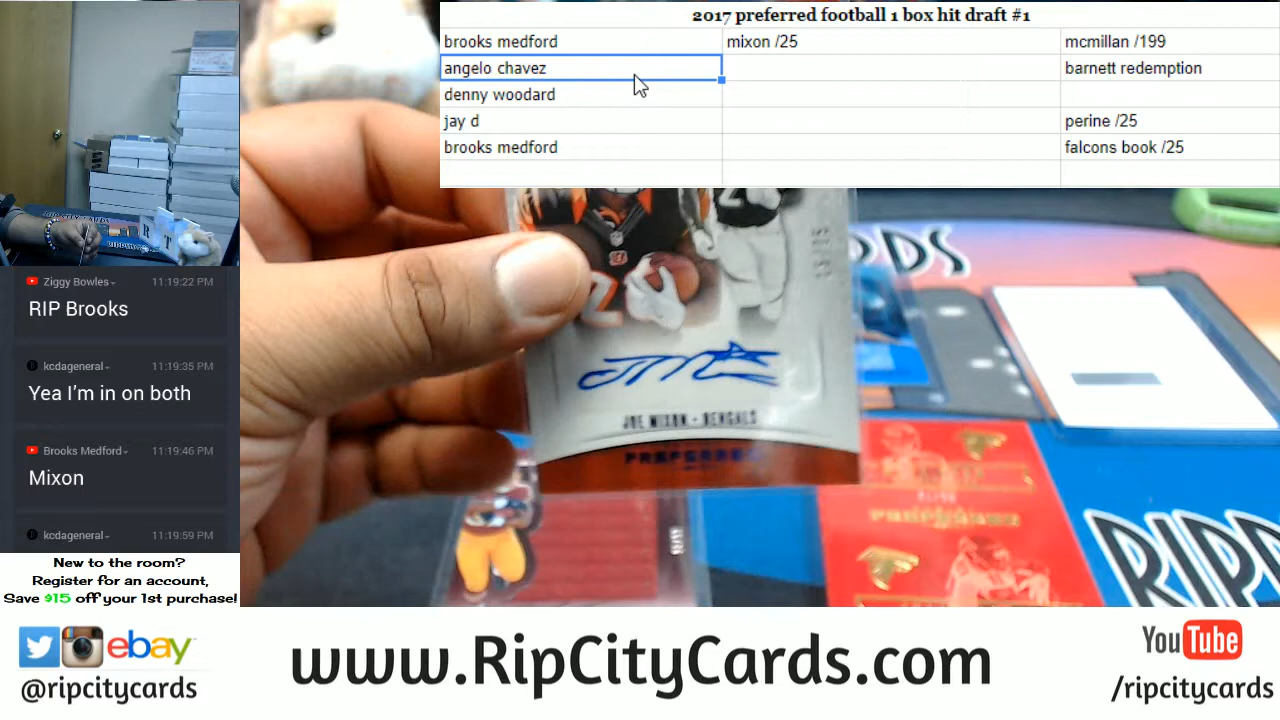 2017 preferred football 1 box hit draft #1
brooks medford mixon /25 mcmillan /199
angelo chavez barnett redemption
denny woodard
jay d perine /25
brooks medford falcons book /25
Ziggy Bowles 11:19:22 PM
RIP Brooks
kcdageneral 11:19:35 PM
Yea I'm in on both
Brooks Medford 11:19:46 PM
Mixon
kcdageneral 11:19:59 PM
New to the room?
Register for an account,
Save $15 off your 1st purchase!
JOE MIXON - BENGALS
PREFERRED
RDS
RIPP
ebay
@ripcitycards
www.RipCityCards.com
YouTube
/ripcitycards